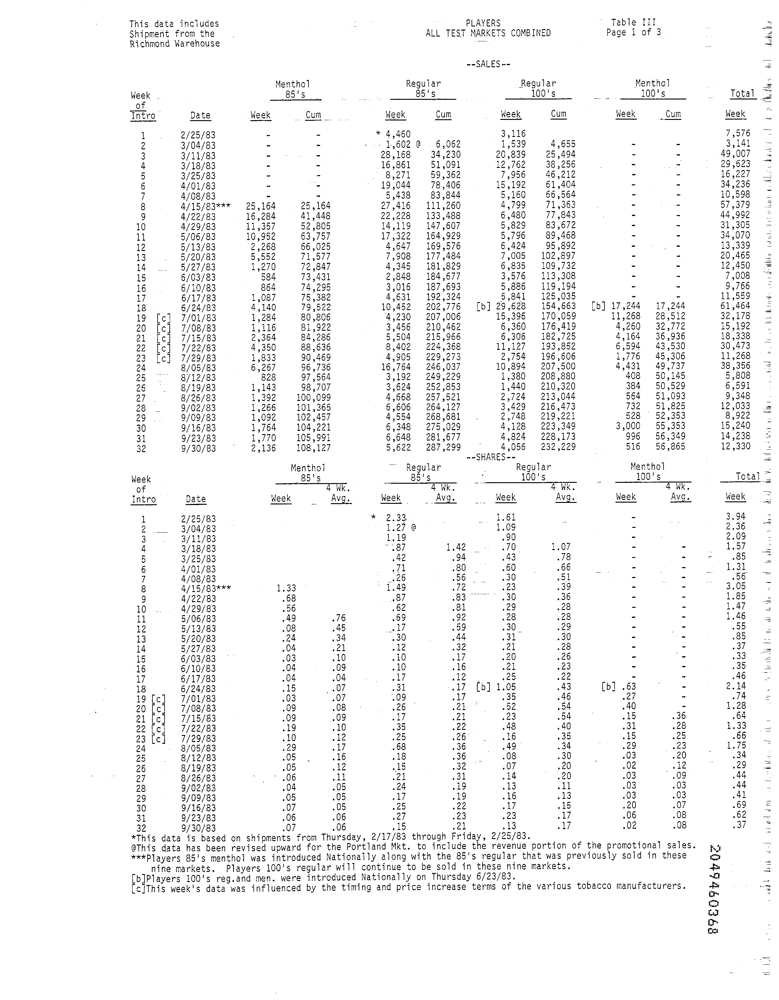 This data includes PLAYERS Table III
Shipment from the ALL TEST MARKETS COMBINED Page 1 of 3
Richmond Warehouse
--SALES--
Menthol Regular Regular Menthol
Week 85's 85's 100's 100's Total
of
Intro Date Week Cum Week Cum Week Cum Week Cum Week
1 2/25/83 - - * 4,460 3,116 7,576
2 3/04/83 - - 1,602 @ 6,062 1,539 4,655 - - 3,141
3 3/11/83 - - 28,168 34,230 20,839 25,494 - - 49,007
4 3/18/83 - - 16,861 51,091 12,762 38,256 - - 29,623
5 3/25/83 - - 8,271 59,362 7,956 46,212 - - 16,227
6 4/01/83 - - 19,044 78,406 15,192 61,404 - - 34,236
7 4/08/83 - - 5,438 83,844 5,160 66,564 - - 10,598
8 4/15/83*** 25,164 25,164 27,416 111,260 4,799 71,363 - - 57,379
9 4/22/83 16,284 41,448 22,228 133,488 6,480 77,843 - - 44,992
10 4/29/83 11,357 52,805 14,119 147,607 5,829 83,672 - - 31,305
11 5/06/83 10,952 63,757 17,322 164,929 5,796 89,468 - - 34,070
12 5/13/83 2,268 66,025 4,647 169,576 6,424 95,892 - - 13,339
13 5/20/83 5,552 71,577 7,908 177,484 7,005 102,897 - - 20,465
14 5/27/83 1,270 72,847 4,345 181,829 6,835 109,732 - - 12,450
15 6/03/83 584 73,431 2,848 184,677 3,576 113,308 - - 7,008
16 6/10/83 864 74,295 3,016 187,693 5,886 119,194 - - 9,766
17 6/17/83 1,087 75,382 4,631 192,324 5,841 125,035 - - 11,559
18 6/24/83 4,140 79,522 10,452 202,776 [b] 29,628 154,663 [b] 17,244 17,244 61,464
19 [c] 7/01/83 1,284 80,806 4,230 207,006 15,396 170,059 11,268 28,512 32,178
20 [c] 7/08/83 1,116 81,922 3,456 210,462 6,360 176,419 4,260 32,772 15,192
21 [c] 7/15/83 2,364 84,286 5,504 215,966 6,306 182,725 4,164 36,936 18,338
22 [c] 7/22/83 4,350 88,636 8,402 224,368 11,127 193,852 6,594 43,530 30,473
23 [c] 7/29/83 1,833 90,469 4,905 229,273 2,754 196,606 1,776 45,306 11,268
24 8/05/83 6,267 96,736 16,764 246,037 10,894 207,500 4,431 49,737 38,356
25 8/12/83 828 97,564 3,192 249,229 1,380 208,880 408 50,145 5,808
26 8/19/83 1,143 98,707 3,624 252,853 1,440 210,320 384 50,529 6,591
27 8/26/83 1,392 100,099 4,668 257,521 2,724 213,044 564 51,093 9,348
28 9/02/83 1,266 101,365 6,606 264,127 3,429 216,473 732 51,825 12,033
29 9/09/83 1,092 102,457 4,554 268,681 2,748 219,221 528 52,353 8,922
30 9/16/83 1,764 104,221 6,348 275,029 4,128 223,349 3,000 55,353 15,240
31 9/23/83 1,770 105,991 6,648 281,677 4,824 228,173 996 56,349 14,238
32 9/30/83 2,136 108,127 5,622 287,299 4,056 232,229 516 56,865 12,330
--SHARES--
Menthol Regular Regular Menthol
Week 85's 85's 100's 100's Total
of 4 Wk. 4 Wk. 4 Wk. 4 Wk.
Intro Date Week Avg. Week Avg. Week Avg. Week Avg. Week
1 2/25/83 * 2.33 1.61 3.94
2 3/04/83 1.27 @ 1.09 2.36
3 3/11/83 1.19 .90 - 2.09
4 3/18/83 .87 1.42 .70 1.07 - - 1.57
5 3/25/83 .42 .94 .43 .78 - - .85
6 4/01/83 .71 .80 .60 .66 - - 1.31
7 4/08/83 .26 .56 .30 .51 - - .56
8 4/15/83*** 1.33 1.49 .72 .23 .39 - - 3.05
9 4/22/83 .68 .87 .83 .30 .36 - - 1.85
10 4/29/83 .56 .62 .81 .29 .28 - - 1.47
11 5/06/83 .49 .76 .69 .92 .28 .28 - - 1.46
12 5/13/83 .08 .45 .17 .59 .30 .29 - - .55
13 5/20/83 .24 .34 .30 .44 .31 .30 - - .85
14 5/27/83 .04 .21 .12 .32 .21 .28 - - .37
15 6/03/83 .03 .10 .10 .17 .20 .26 - - .33
16 6/10/83 .04 .09 .10 .16 .21 .23 - - .35
17 6/17/83 .04 .04 .17 .12 .25 .22 - - .46
18 6/24/83 .15 .07 .31 .17 [b] 1.05 .43 [b] .63 - 2.14
19 [c] 7/01/83 .03 .07 .09 .17 .35 .46 .27 - .74
20 [c] 7/08/83 .09 .08 .26 .21 .52 .54 .40 - 1.28
21 [c] 7/15/83 .09 .09 .17 .21 .23 .54 .15 .36 .64
22 [c] 7/22/83 .19 .10 .35 .22 .48 .40 .31 .28 1.33
23 [c] 7/29/83 .10 .12 .25 .26 .16 .35 .15 .25 .66
24 8/05/83 .29 .17 .68 .36 .49 .34 .29 .23 1.75
25 8/12/83 .05 .16 .18 .36 .08 .30 .03 .20 .34
26 8/19/83 .05 .12 .15 .32 .07 .20 .02 .12 .29
27 8/26/83 .06 .11 .21 .31 .14 .20 .03 .09 .44
28 9/02/83 .04 .05 .24 .19 .13 .11 .03 .03 .44
29 9/09/83 .05 .05 .17 .19 .16 .13 .03 .03 .41
30 9/16/83 .07 .05 .25 .22 .17 .15 .20 .07 .69
31 9/23/83 .06 .06 .27 .23 .23 .17 .06 .08 .62
32 9/30/83 .07 .06 .15 .21 .13 .17 .02 .08 .37
*This data is based on shipments from Thursday, 2/17/83 through Friday, 2/25/83.
@This data has been revised upward for the Portland Mkt. to include the revenue portion of the promotional sales.
***Players 85's menthol was introduced Nationally along with the 85's regular that was previously sold in these
nine markets. Players 100's regular will continue to be sold in these nine markets.
[b]Players 100's reg.and men. were introduced Nationally on Thursday 6/23/83.
[c]This week's data was influenced by the timing and price increase terms of the various tobacco manufacturers.
2049460368